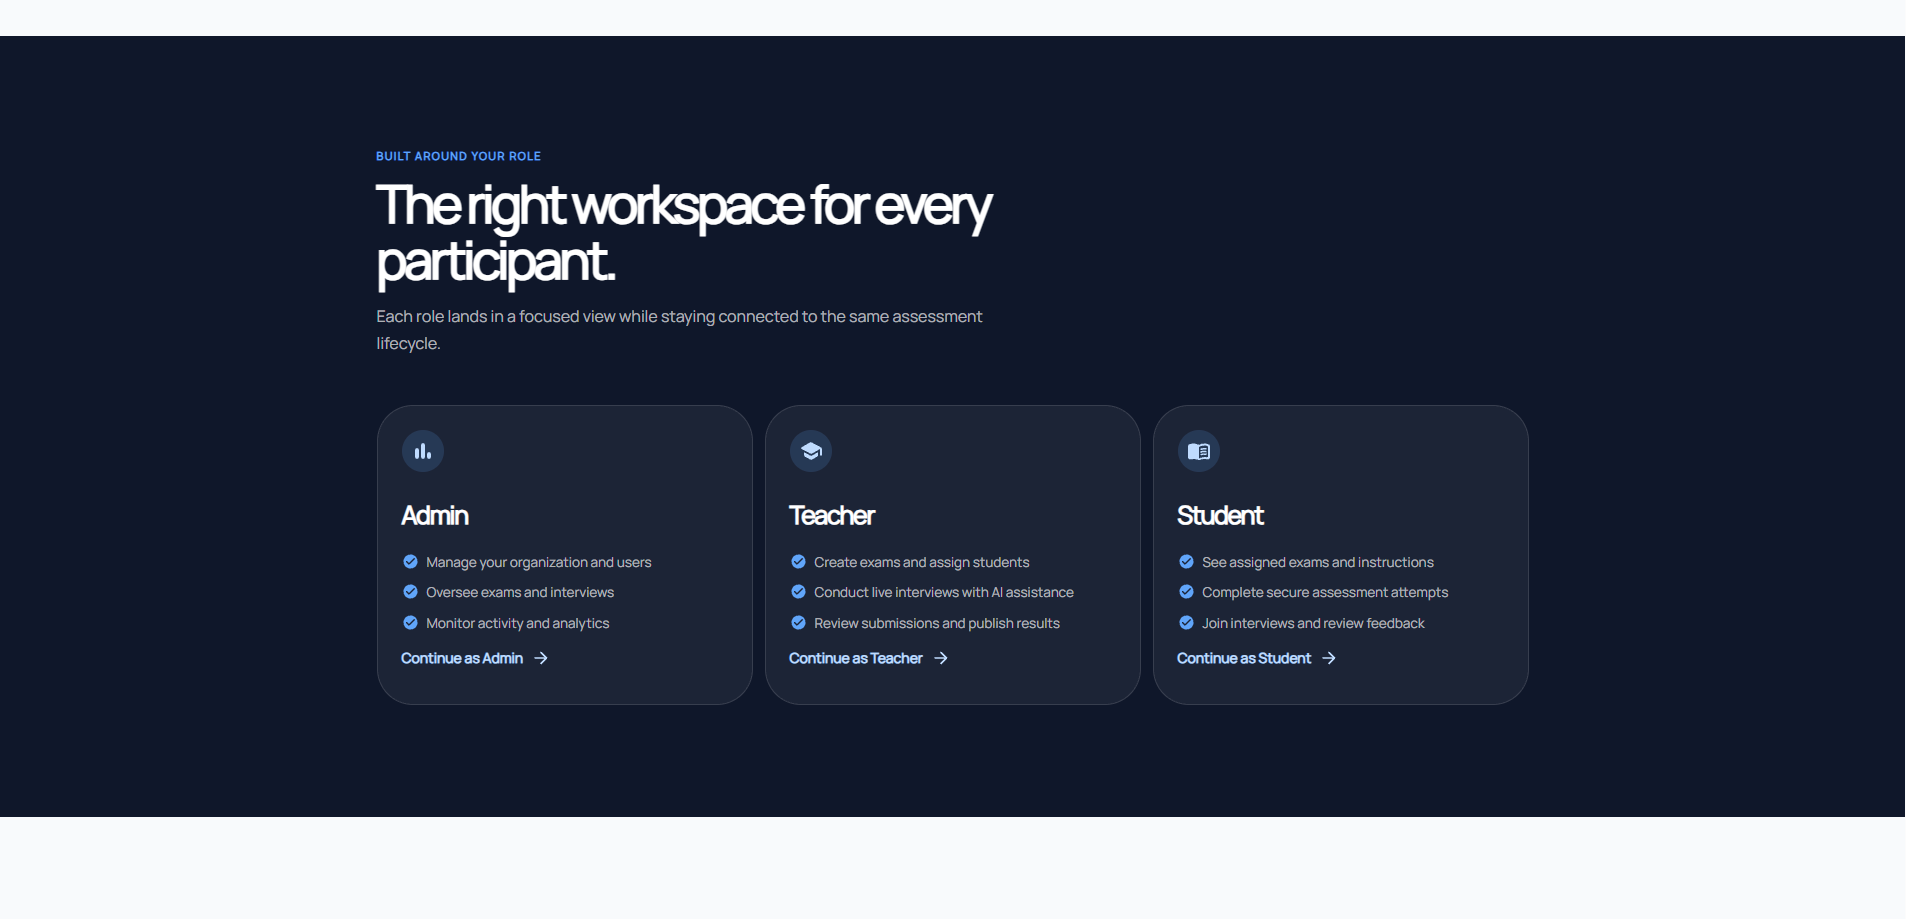 BUILT AROUND YOUR ROLE
The right workspace for every
participant.
Each role lands in a focused view while staying connected to the same assessment
lifecycle.
Admin
Manage your organization and users
Oversee exams and interviews
Monitor activity and analytics
Continue as Admin
Teacher
Create exams and assign students
Conduct live interviews with AI assistance
Review submissions and publish results
Continue as Teacher
Student
See assigned exams and instructions
Complete secure assessment attempts
Join interviews and review feedback
Continue as Student